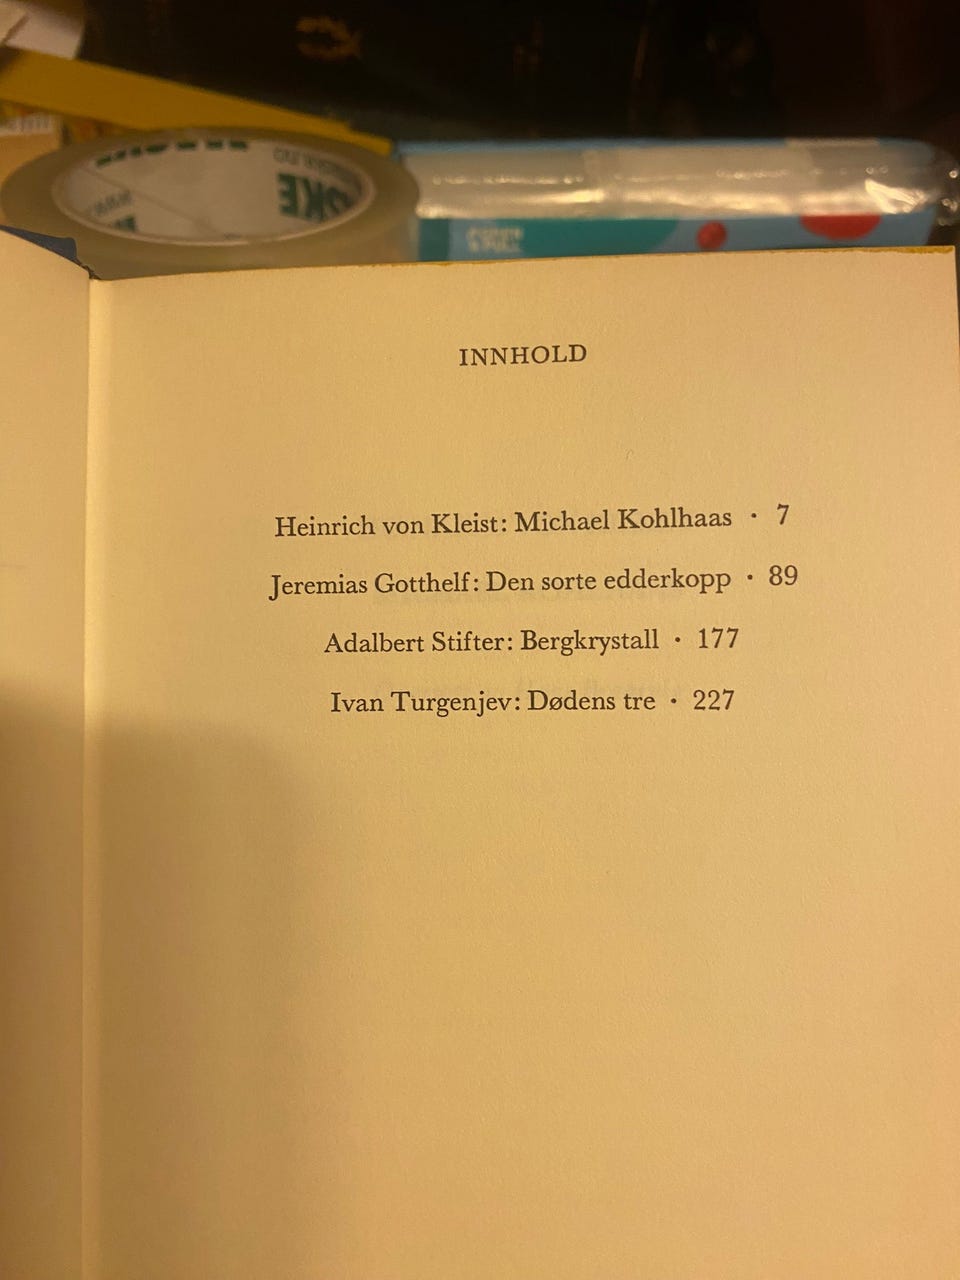 INNHOLD
Heinrich von Kleist: Michael Kohlhaas · 7
Jeremias Gotthelf: Den sorte edderkopp · 89
Adalbert Stifter: Bergkrystall · 177
Ivan Turgenjev: Dødens tre · 227